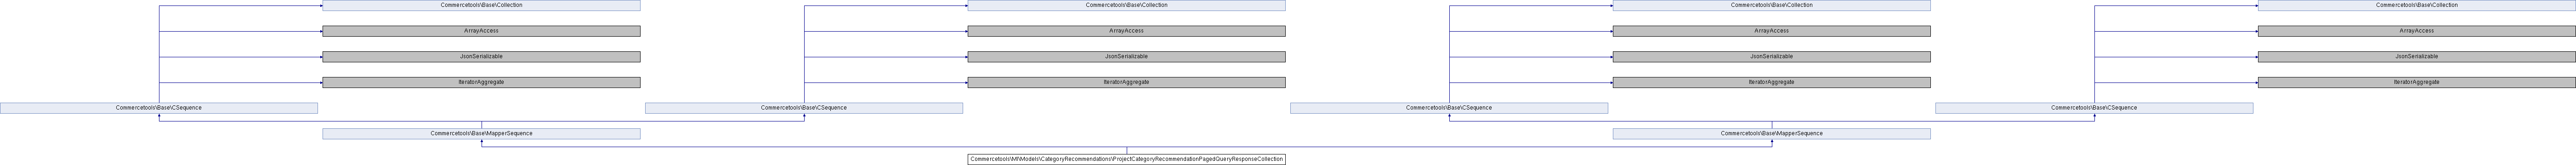 Commercetools\Base\Collection
Commercetools\Base\Collection
Commercetools\Base\Collection
Commercetools\Base\Collection
ArrayAccess
ArrayAccess
ArrayAccess
ArrayAccess
JsonSerializable
JsonSerializable
JsonSerializable
JsonSerializable
IteratorAggregate
IteratorAggregate
IteratorAggregate
IteratorAggregate
Commercetools\Base\CSequence
Commercetools\Base\CSequence
Commercetools\Base\CSequence
Commercetools\Base\CSequence
Commercetools\Base\MapperSequence
Commercetools\Base\MapperSequence
Commercetools\Ml\Models\CategoryRecommendations\ProjectCategoryRecommendationPagedQueryResponseCollection